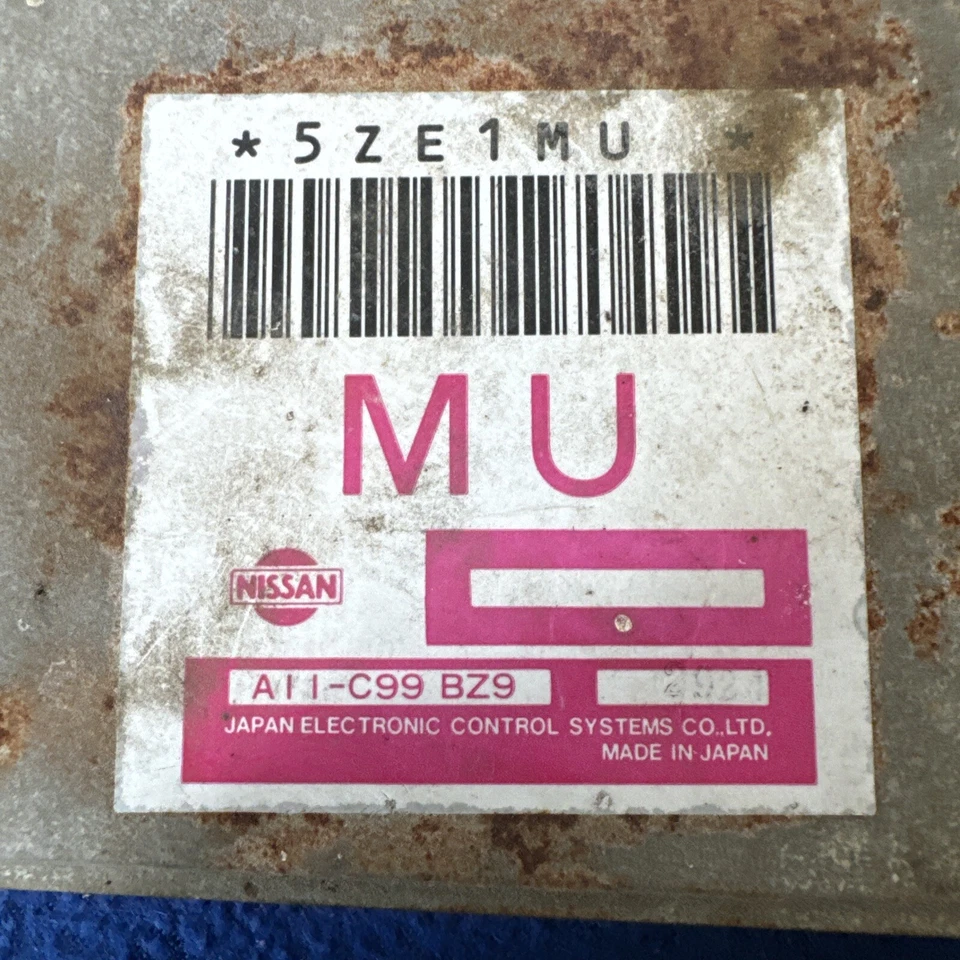 *5ZE1MU *
MU
NISSAN
A11-C99 BZ9
JAPAN ELECTRONIC CONTROL SYSTEMS CO.,LTD.
MADE IN JAPAN